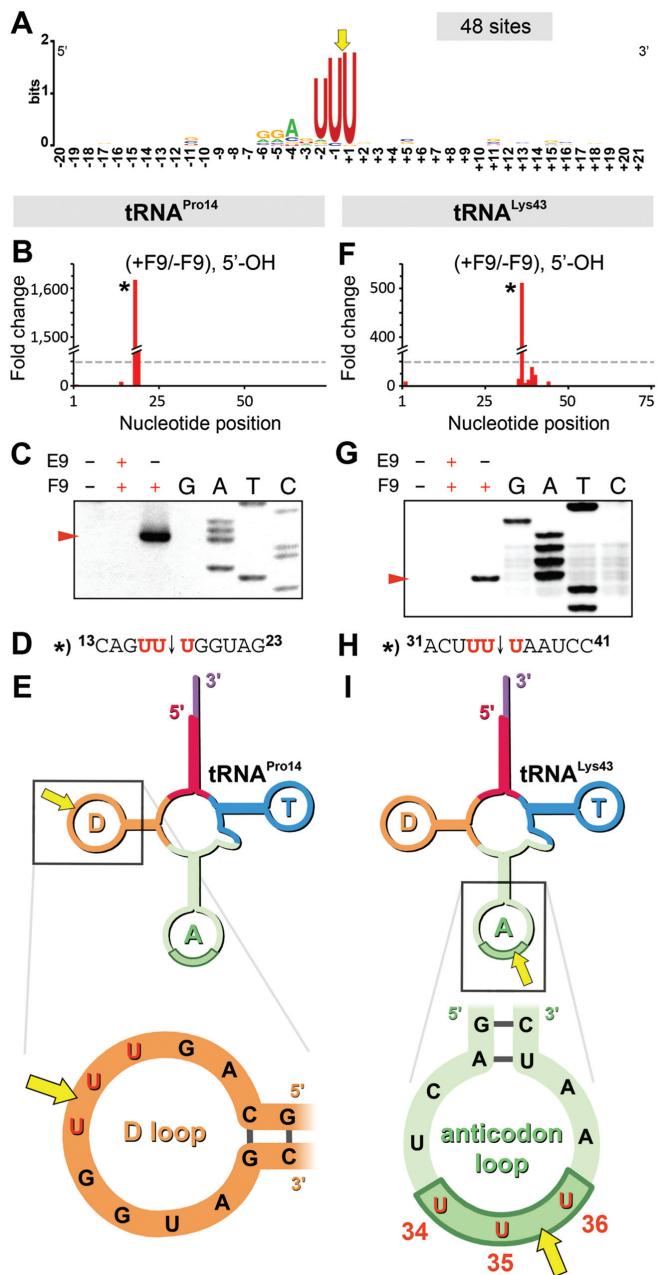 A
48 sites
5'
3'
2
1
0
bits
G G A U U U
-20 -19 -18 -17 -16 -15 -14 -13 -12 -11 -10 -9 -8 -7 -6 -5 -4 -3 -2 -1 +1 +2 +3 +4 +5 +6 +7 +8 +9 +10 +11 +12 +13 +14 +15 +16 +17 +18 +19 +20 +21
tRNAPro14
tRNALys43
B
(+F9/-F9), 5'-OH
*
Fold change
1,600
1,500
0
1 25 50
Nucleotide position
F
(+F9/-F9), 5'-OH
*
Fold change
500
400
0
1 25 50 75
Nucleotide position
C
E9 − + −
F9 − + + G A T C
G
E9 − + −
F9 − + + G A T C
D *) 13CAGUU↓UGGUAG23
H *) 31ACUUU↓UAAUCC41
E
3'
5'
tRNAPro14
D
T
A
I
3'
5'
tRNALys43
D
T
A
U U U G A C G 5'
D loop
G G U A G C 3'
5' G C 3'
A U
C A
U A
anticodon
loop
U U U
34 35 36